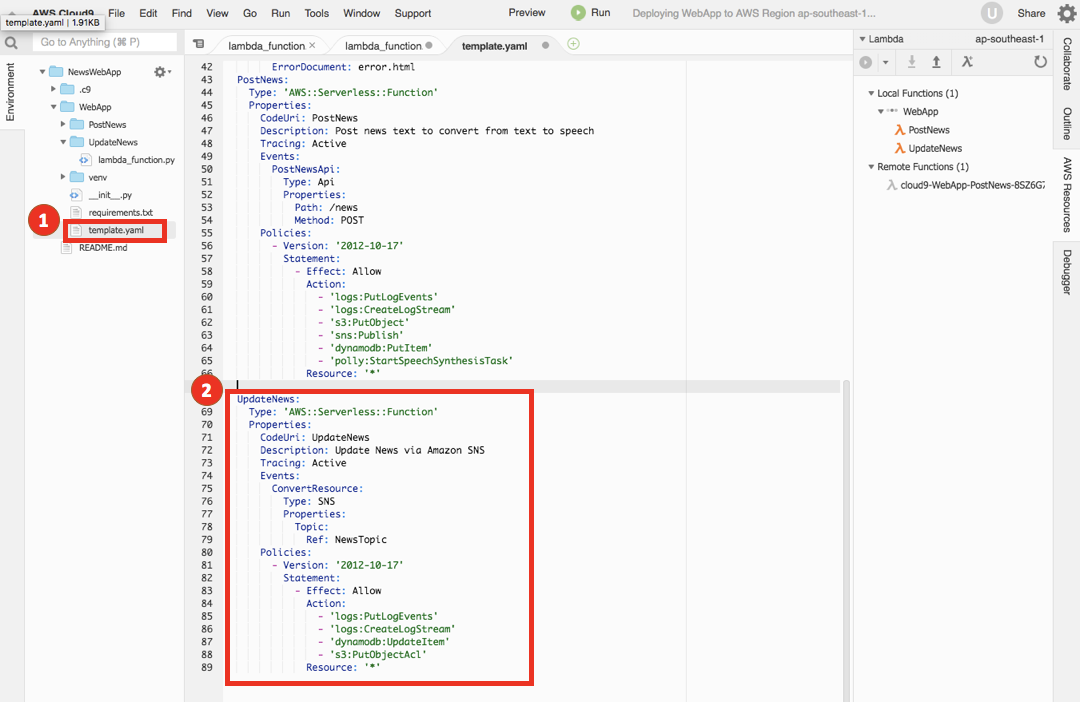 AWS Cloud9 File Edit Find View Go Run Tools Window Support Preview Run Deploying WebApp to AWS Region ap-southeast-1... U Share
template.yaml | 1.91KB
Go to Anything (⌘ P)
lambda_function. lambda_function. template.yaml
Environment
NewsWebApp
.c9
WebApp
PostNews
UpdateNews
lambda_function.py
venv
__init__.py
requirements.txt
1
template.yaml
README.md
42 ErrorDocument: error.html
43 PostNews:
44 Type: 'AWS::Serverless::Function'
45 Properties:
46 CodeUri: PostNews
47 Description: Post news text to convert from text to speech
48 Tracing: Active
49 Events:
50 PostNewsApi:
51 Type: Api
52 Properties:
53 Path: /news
54 Method: POST
55 Policies:
56 - Version: '2012-10-17'
57 Statement:
58 - Effect: Allow
59 Action:
60 - 'logs:PutLogEvents'
61 - 'logs:CreateLogStream'
62 - 's3:PutObject'
63 - 'sns:Publish'
64 - 'dynamodb:PutItem'
65 - 'polly:StartSpeechSynthesisTask'
66 Resource: '*'
2
UpdateNews:
69 Type: 'AWS::Serverless::Function'
70 Properties:
71 CodeUri: UpdateNews
72 Description: Update News via Amazon SNS
73 Tracing: Active
74 Events:
75 ConvertResource:
76 Type: SNS
77 Properties:
78 Topic:
79 Ref: NewsTopic
80 Policies:
81 - Version: '2012-10-17'
82 Statement:
83 - Effect: Allow
84 Action:
85 - 'logs:PutLogEvents'
86 - 'logs:CreateLogStream'
87 - 'dynamodb:UpdateItem'
88 - 's3:PutObjectAcl'
89 Resource: '*'
Lambda ap-southeast-1
Local Functions (1)
WebApp
PostNews
UpdateNews
Remote Functions (1)
cloud9-WebApp-PostNews-8SZ6G7
Collaborate
Outline
AWS Resources
Debugger